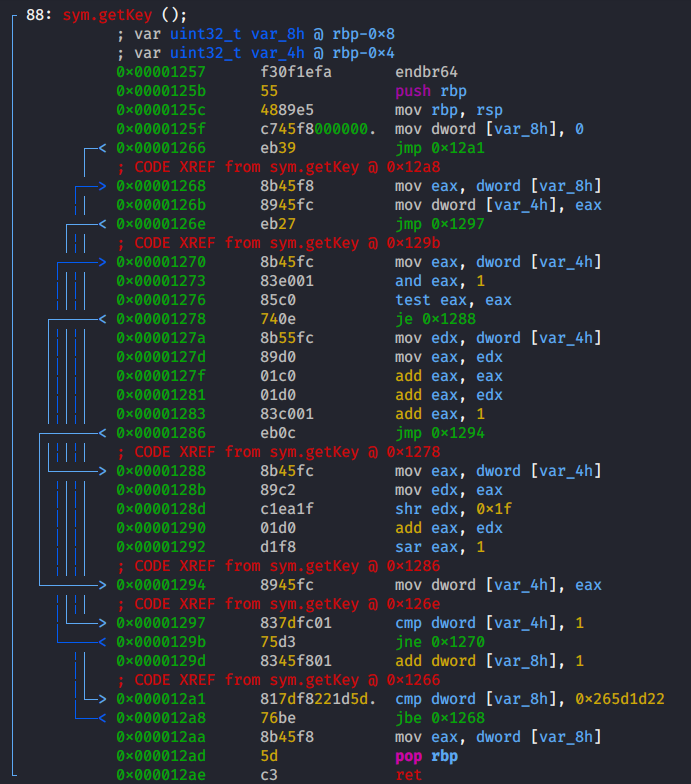 88: sym.getKey ();
; var uint32_t var_8h @ rbp-0x8
; var uint32_t var_4h @ rbp-0x4
0x00001257 f30f1efa endbr64
0x0000125b 55 push rbp
0x0000125c 4889e5 mov rbp, rsp
0x0000125f c745f8000000. mov dword [var_8h], 0
0x00001266 eb39 jmp 0x12a1
; CODE XREF from sym.getKey @ 0x12a8
0x00001268 8b45f8 mov eax, dword [var_8h]
0x0000126b 8945fc mov dword [var_4h], eax
0x0000126e eb27 jmp 0x1297
; CODE XREF from sym.getKey @ 0x129b
0x00001270 8b45fc mov eax, dword [var_4h]
0x00001273 83e001 and eax, 1
0x00001276 85c0 test eax, eax
0x00001278 740e je 0x1288
0x0000127a 8b55fc mov edx, dword [var_4h]
0x0000127d 89d0 mov eax, edx
0x0000127f 01c0 add eax, eax
0x00001281 01d0 add eax, edx
0x00001283 83c001 add eax, 1
0x00001286 eb0c jmp 0x1294
; CODE XREF from sym.getKey @ 0x1278
0x00001288 8b45fc mov eax, dword [var_4h]
0x0000128b 89c2 mov edx, eax
0x0000128d c1ea1f shr edx, 0x1f
0x00001290 01d0 add eax, edx
0x00001292 d1f8 sar eax, 1
; CODE XREF from sym.getKey @ 0x1286
0x00001294 8945fc mov dword [var_4h], eax
; CODE XREF from sym.getKey @ 0x126e
0x00001297 837dfc01 cmp dword [var_4h], 1
0x0000129b 75d3 jne 0x1270
0x0000129d 8345f801 add dword [var_8h], 1
; CODE XREF from sym.getKey @ 0x1266
0x000012a1 817df8221d5d. cmp dword [var_8h], 0x265d1d22
0x000012a8 76be jbe 0x1268
0x000012aa 8b45f8 mov eax, dword [var_8h]
0x000012ad 5d pop rbp
0x000012ae c3 ret